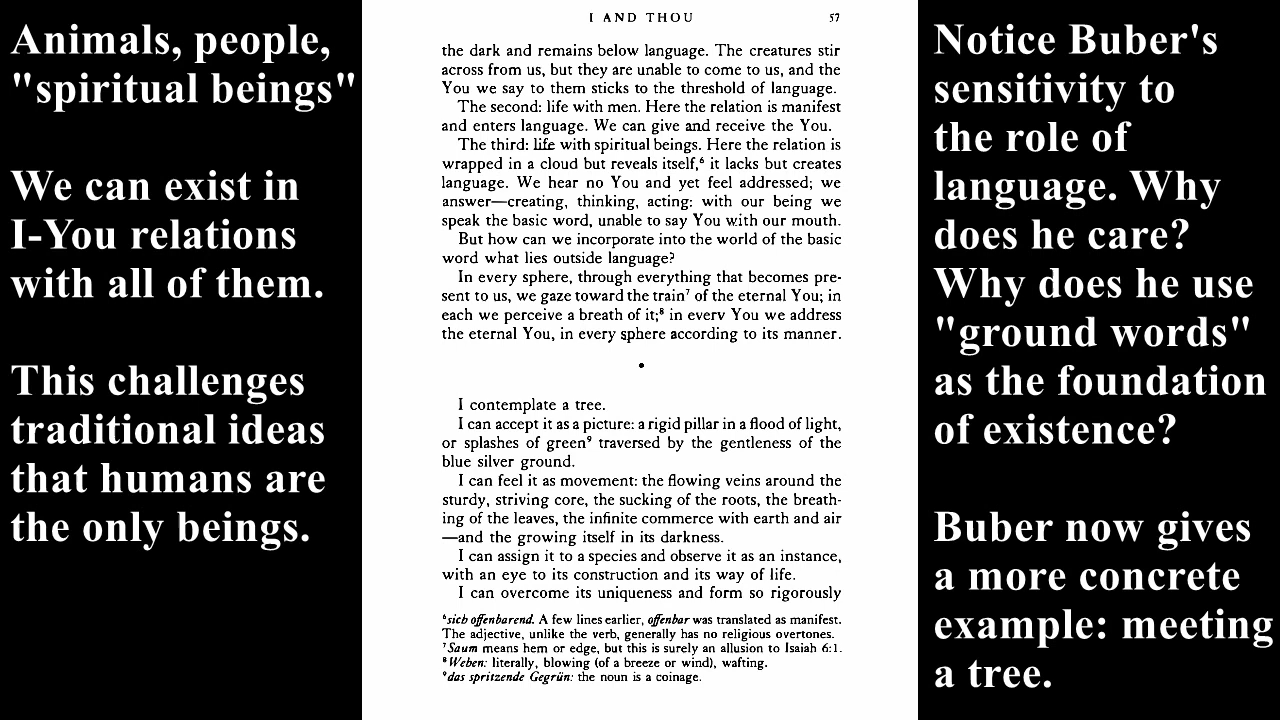 Animals, people,
"spiritual beings"
We can exist in
I-You relations
with all of them.
This challenges
traditional ideas
that humans are
the only beings.
I AND THOU 57
the dark and remains below language. The creatures stir
across from us, but they are unable to come to us, and the
You we say to them sticks to the threshold of language.
The second: life with men. Here the relation is manifest
and enters language. We can give and receive the You.
The third: life with spiritual beings. Here the relation is
wrapped in a cloud but reveals itself,⁶ it lacks but creates
language. We hear no You and yet feel addressed; we
answer—creating, thinking, acting: with our being we
speak the basic word, unable to say You with our mouth.
But how can we incorporate into the world of the basic
word what lies outside language?
In every sphere, through everything that becomes pre-
sent to us, we gaze toward the train⁷ of the eternal You; in
each we perceive a breath of it;⁸ in every You we address
the eternal You, in every sphere according to its manner.
•
I contemplate a tree.
I can accept it as a picture: a rigid pillar in a flood of light,
or splashes of green⁹ traversed by the gentleness of the
blue silver ground.
I can feel it as movement: the flowing veins around the
sturdy, striving core, the sucking of the roots, the breath-
ing of the leaves, the infinite commerce with earth and air
—and the growing itself in its darkness.
I can assign it to a species and observe it as an instance,
with an eye to its construction and its way of life.
I can overcome its uniqueness and form so rigorously
⁶sich offenbarend. A few lines earlier, offenbar was translated as manifest.
The adjective, unlike the verb, generally has no religious overtones.
⁷Saum means hem or edge, but this is surely an allusion to Isaiah 6:1.
⁸Weben: literally, blowing (of a breeze or wind), wafting.
⁹das spritzende Gegrün: the noun is a coinage.
Notice Buber's
sensitivity to
the role of
language. Why
does he care?
Why does he use
"ground words"
as the foundation
of existence?
Buber now gives
a more concrete
example: meeting
a tree.